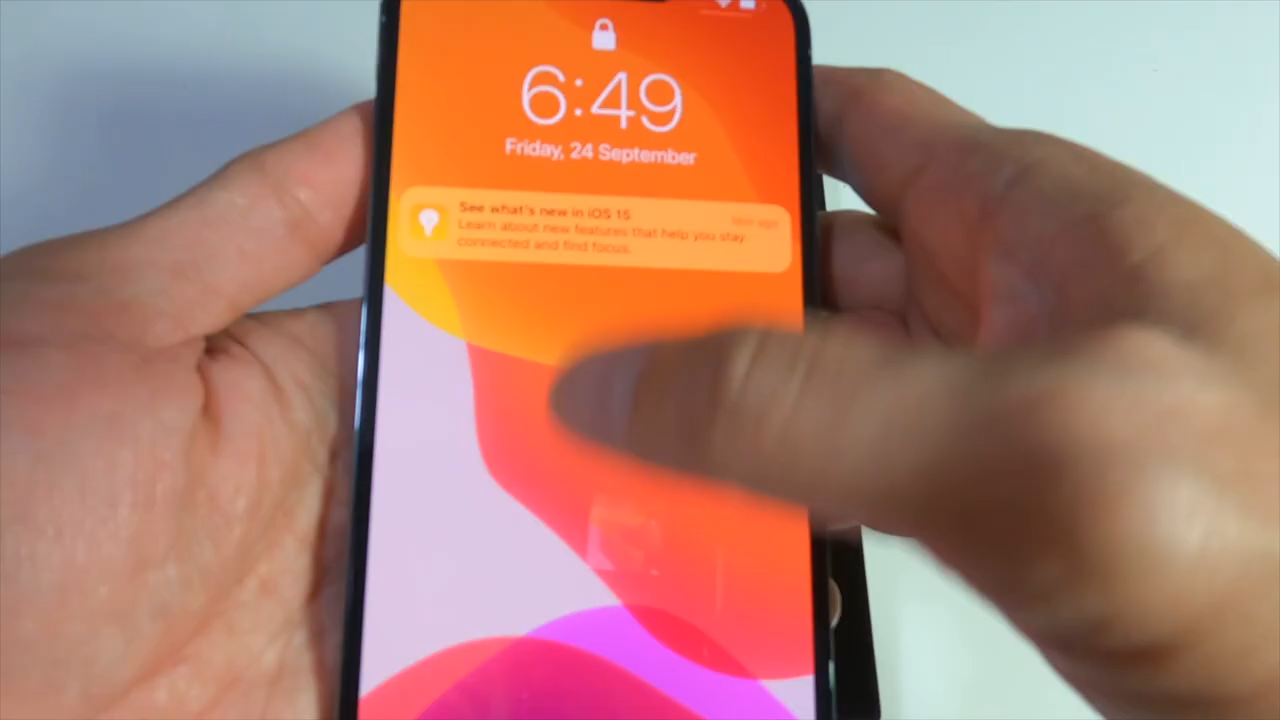 6:49
Friday, 24 September
See what's new in iOS 15
Learn about new features that help you stay
connected and find focus.